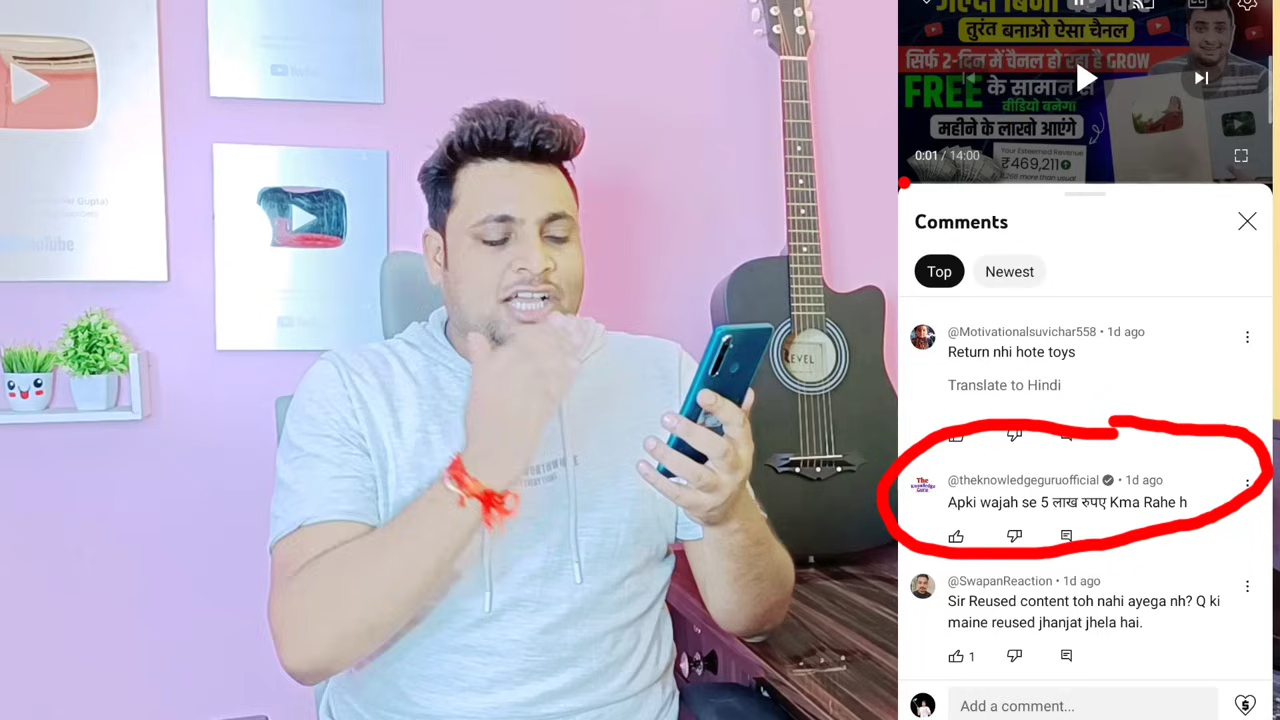 तुरंत बनाओ ऐसा चैनल
सिर्फ 2-दिन में चैनल हो रहा है GROW
FREE के सामान से
वीडियो बनेगा
महीने के लाखो आएंगे
Your Esteemed Revenue
₹469,211
0:01 / 14:00
Comments
Top
Newest
@Motivationalsuvichar558 • 1d ago
Return nhi hote toys
Translate to Hindi
@theknowledgeguruofficial • 1d ago
Apki wajah se 5 लाख रुपए Kma Rahe h
@SwapanReaction • 1d ago
Sir Reused content toh nahi ayega nh? Q ki
maine reused jhanjat jhela hai.
1
Add a comment...
Gupta
YouTube